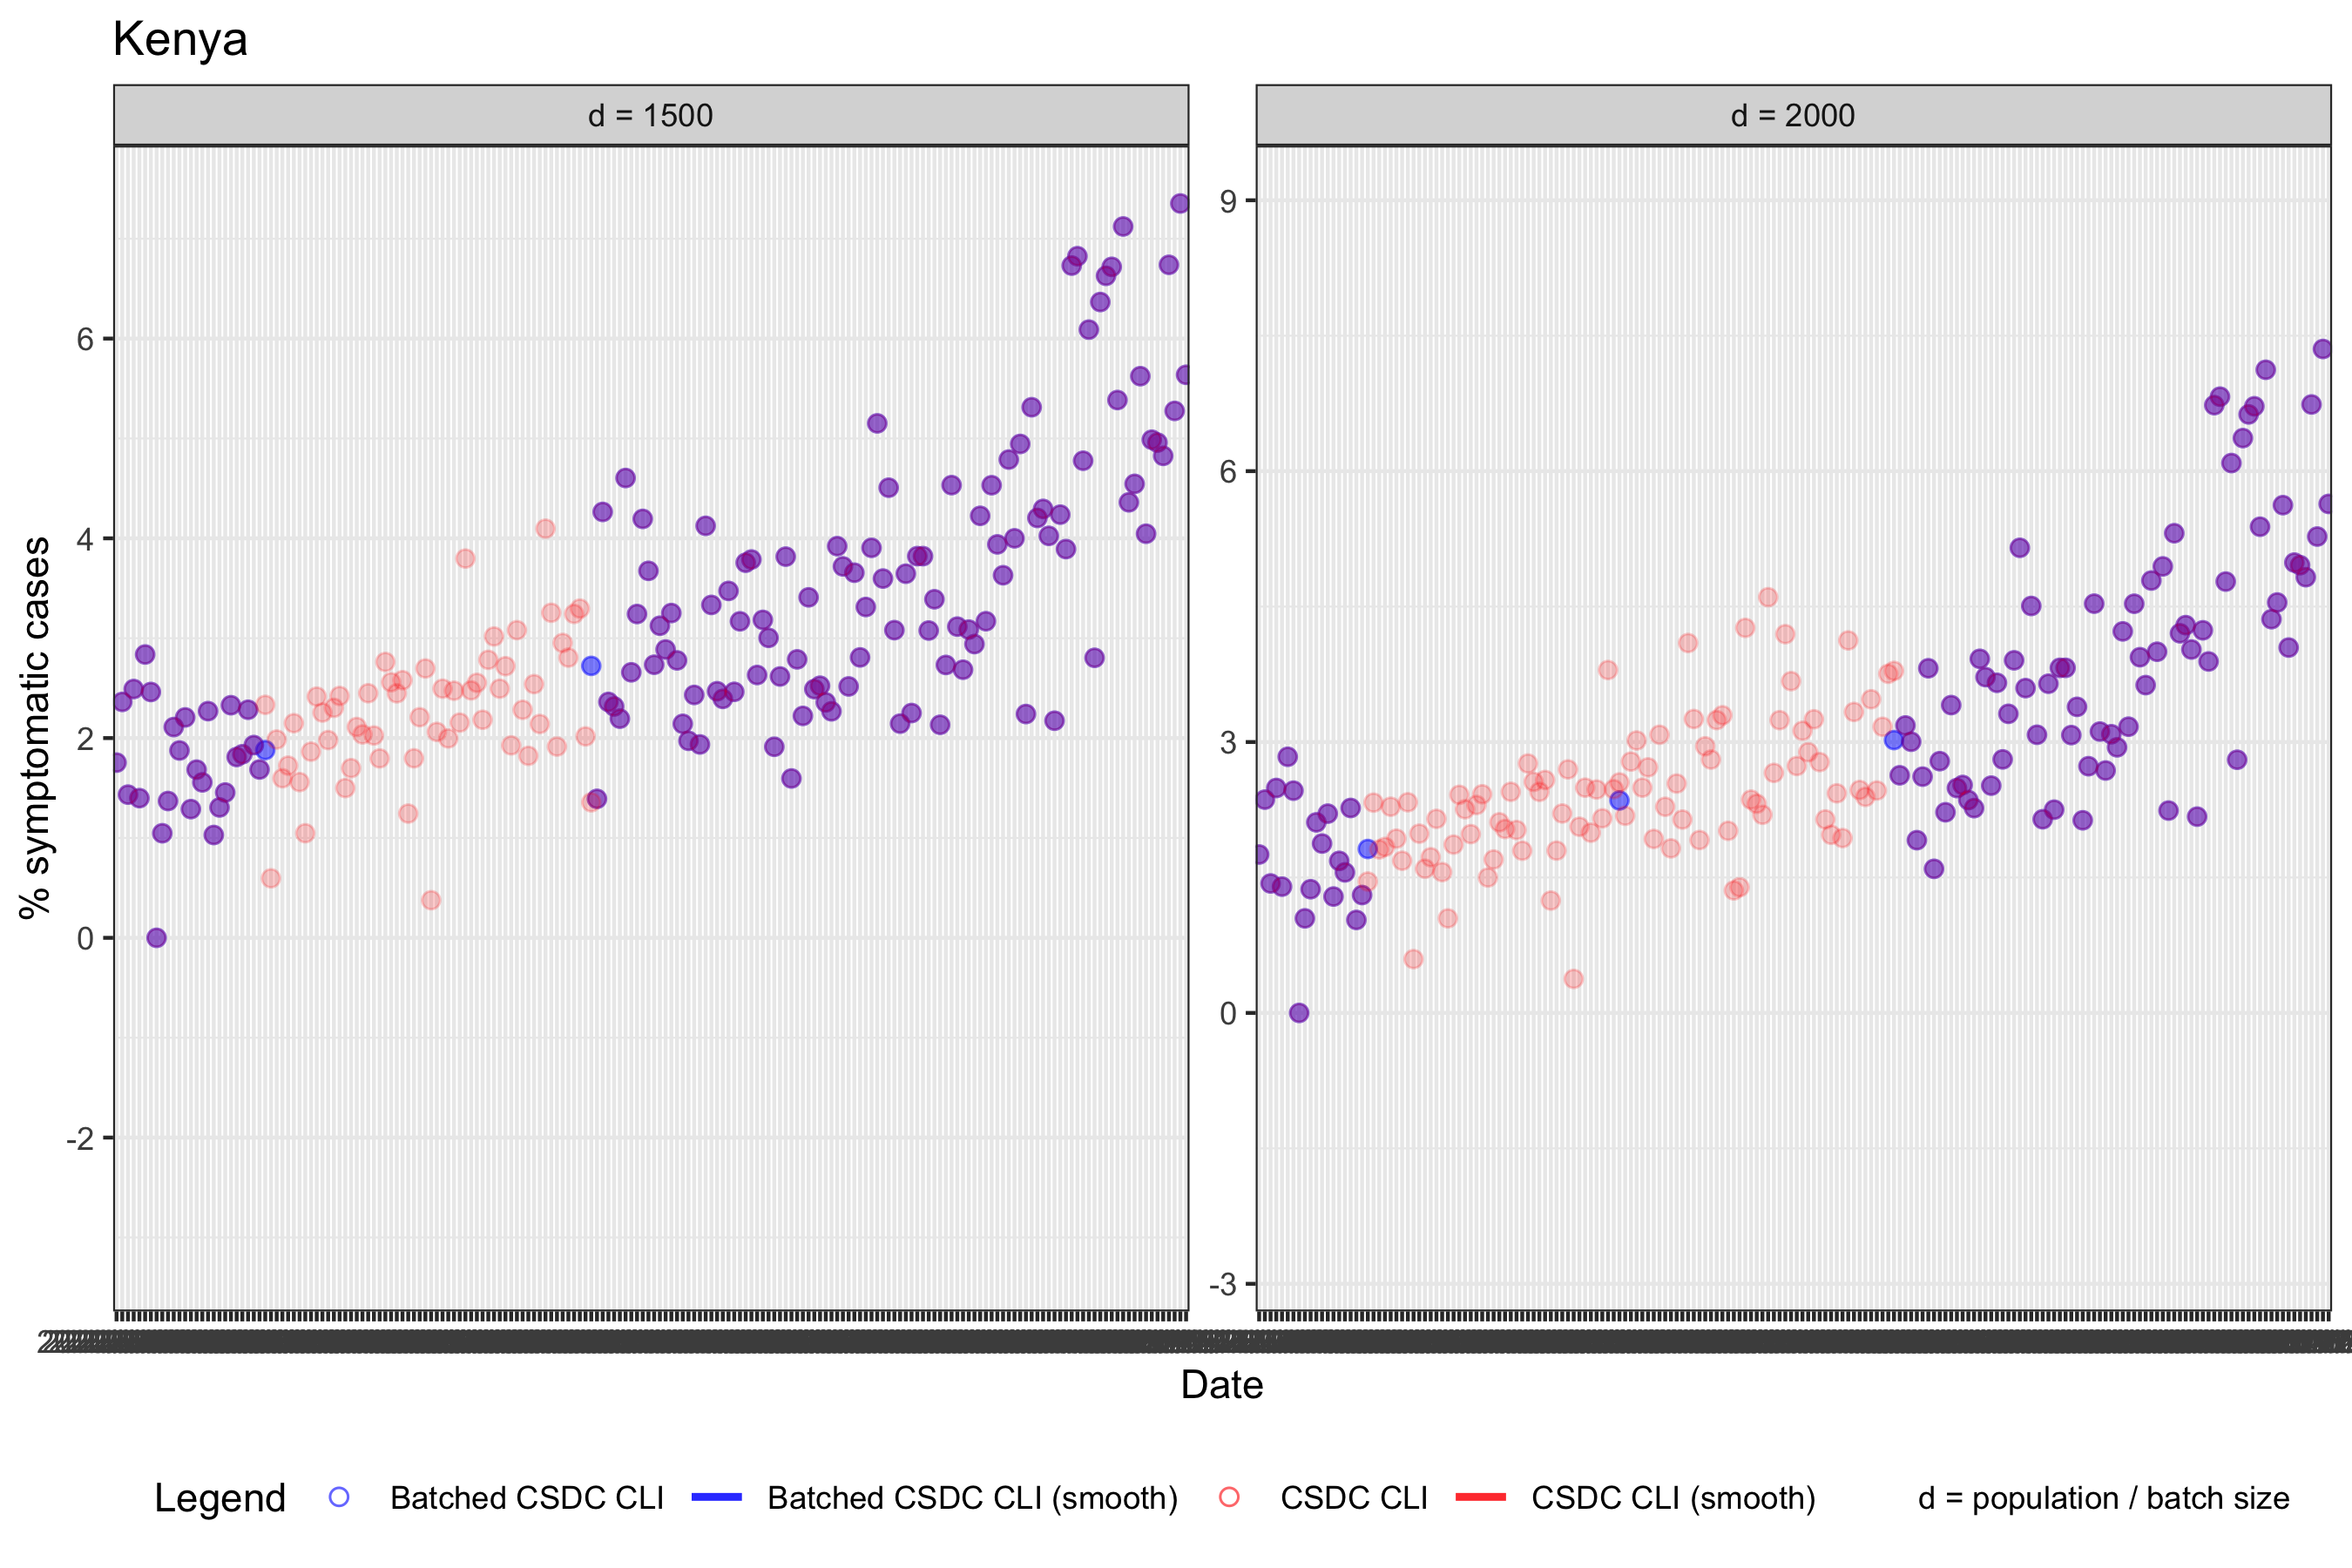 Kenya
d = 1500
d = 2000
% symptomatic cases
6
4
2
0
-2
9
6
3
0
-3
Date
Legend
Batched CSDC CLI
Batched CSDC CLI (smooth)
CSDC CLI
CSDC CLI (smooth)
d = population / batch size